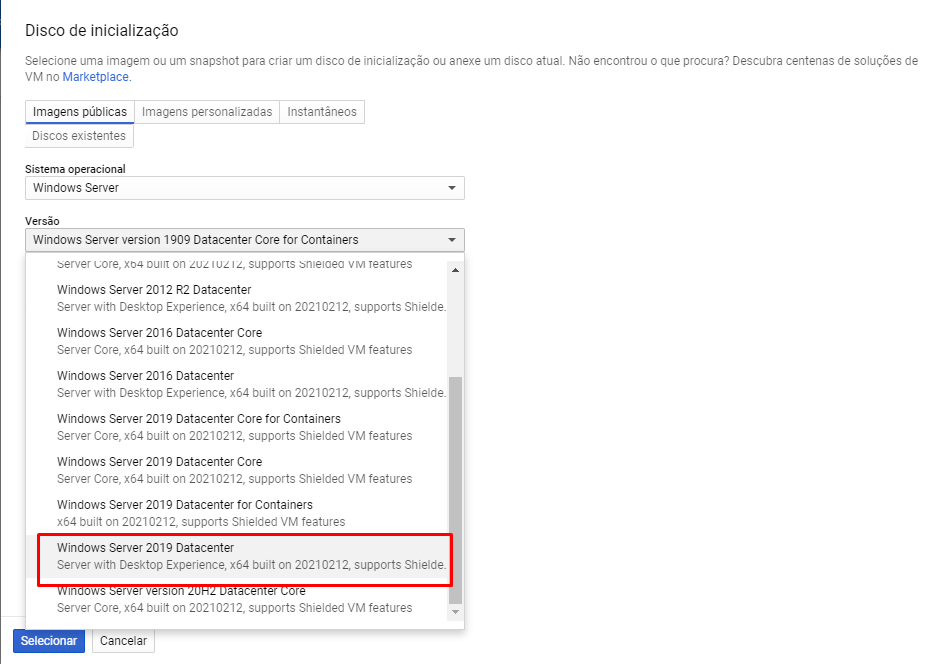 Disco de inicialização
Selecione uma imagem ou um snapshot para criar um disco de inicialização ou anexe um disco atual. Não encontrou o que procura? Descubra centenas de soluções de
VM no Marketplace.
Imagens públicas Imagens personalizadas Instantâneos
Discos existentes
Sistema operacional
Windows Server
Versão
Windows Server version 1909 Datacenter Core for Containers
Server Core, x64 built on 20210212, supports Shielded VM features
Windows Server 2012 R2 Datacenter
Server with Desktop Experience, x64 built on 20210212, supports Shielde.
Windows Server 2016 Datacenter Core
Server Core, x64 built on 20210212, supports Shielded VM features
Windows Server 2016 Datacenter
Server with Desktop Experience, x64 built on 20210212, supports Shielde.
Windows Server 2019 Datacenter Core for Containers
Server Core, x64 built on 20210212, supports Shielded VM features
Windows Server 2019 Datacenter Core
Server Core, x64 built on 20210212, supports Shielded VM features
Windows Server 2019 Datacenter for Containers
x64 built on 20210212, supports Shielded VM features
Windows Server 2019 Datacenter
Server with Desktop Experience, x64 built on 20210212, supports Shielde.
Windows Server version 20H2 Datacenter Core
Server Core, x64 built on 20210212, supports Shielded VM features
Selecionar Cancelar